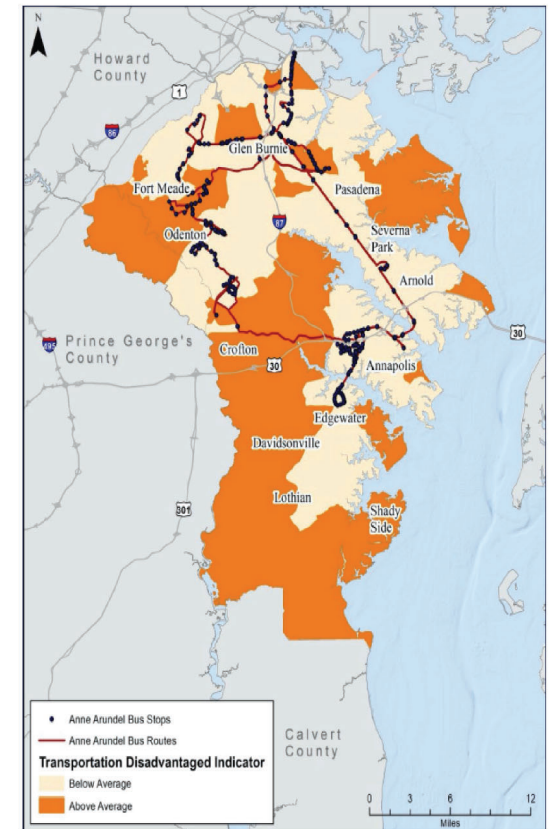 N
Howard
County
1
86
Glen Burnie
Fort Meade
Pasadena
Odenton
97
Severna
Park
Arnold
495
Prince George's
County
Crofton
30
30
Annapolis
Edgewater
Davidsonville
Lothian
301
Shady
Side
Calvert
County
Anne Arundel Bus Stops
Anne Arundel Bus Routes
Transportation Disadvantaged Indicator
Below Average
Above Average
0 3 6 12
Miles